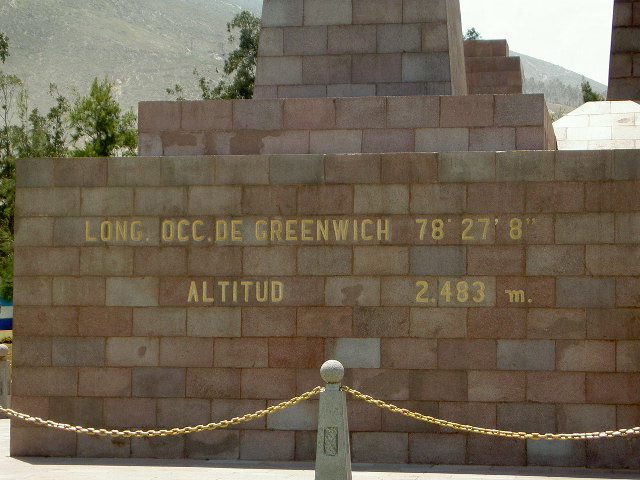 LONG. OCC. DE GREENWICH 78° 27' 8"
ALTITUD 2.483 m.